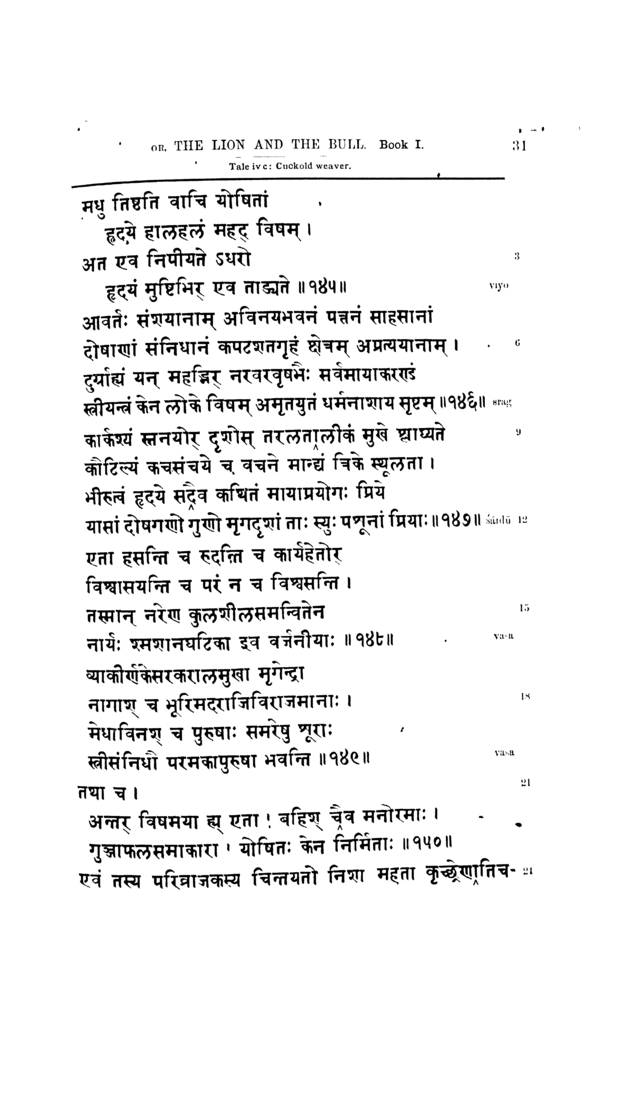 OR, THE LION AND THE BULL. Book I. 31
Tale iv c: Cuckold weaver.
मधु तिष्ठति वाचि योषितां
हृदये हालहलं महद् विषम् ।
अत एव निपीयते ऽधरो 3
हृदयं मुष्टिभिर् एव ताड्यते ॥१४५॥ viyo
आवर्तः संशयानाम् अविनयभवनं पत्तनं साहसानां
दोषाणां संनिधानं कपटशतगृहं क्षेत्रम् अप्रत्ययानाम् । 6
दुर्ग्राह्यं यन् महद्भिर् नरवरवृषभैः सर्वमायाकरण्डं
स्त्रीयन्त्रं केन लोके विषम् अमृतयुतं धर्मनाशाय सृष्टम् ॥१४६॥ srag
कार्कश्यं स्तनयोर् दृशोस् तरलतालीकं मुखे श्लाघ्यते 9
कौटिल्यं कचसंचये च वचने मान्द्यं त्रिके स्थूलता ।
भीरुत्वं हृदये सदैव कथितं मायाप्रयोगः प्रिये
यासां दोषगणो गुणो मृगदृशां ताः स्युः पशूनां प्रियाः ॥१४७॥ śārdū 12
एता हसन्ति च रुदन्ति च कार्यहेतोर्
विश्वासयन्ति च परं न च विश्वसन्ति ।
तस्मान् नरेण कुलशीलसमन्वितेन 15
नार्यः श्मशानघटिका इव वर्जनीयाः ॥१४८॥ vasa
व्याकीर्णकेसरकरालमुखा मृगेन्द्रा
नागाश् च भूरिमदराजिविराजमानाः । 18
मेधाविनश् च पुरुषाः समरेषु शूराः
स्त्रीसंनिधौ परमकापुरुषा भवन्ति ॥१४९॥ vasa
तथा च । 21
अन्तर् विषमया ह्य् एता । बहिश् चैव मनोरमाः ।
गुञ्जाफलसमाकारा । योषितः केन निर्मिताः ॥१५०॥
एवं तस्य परिव्राजकस्य चिन्तयतो निशा महता कृच्छ्रेणातिच- 24